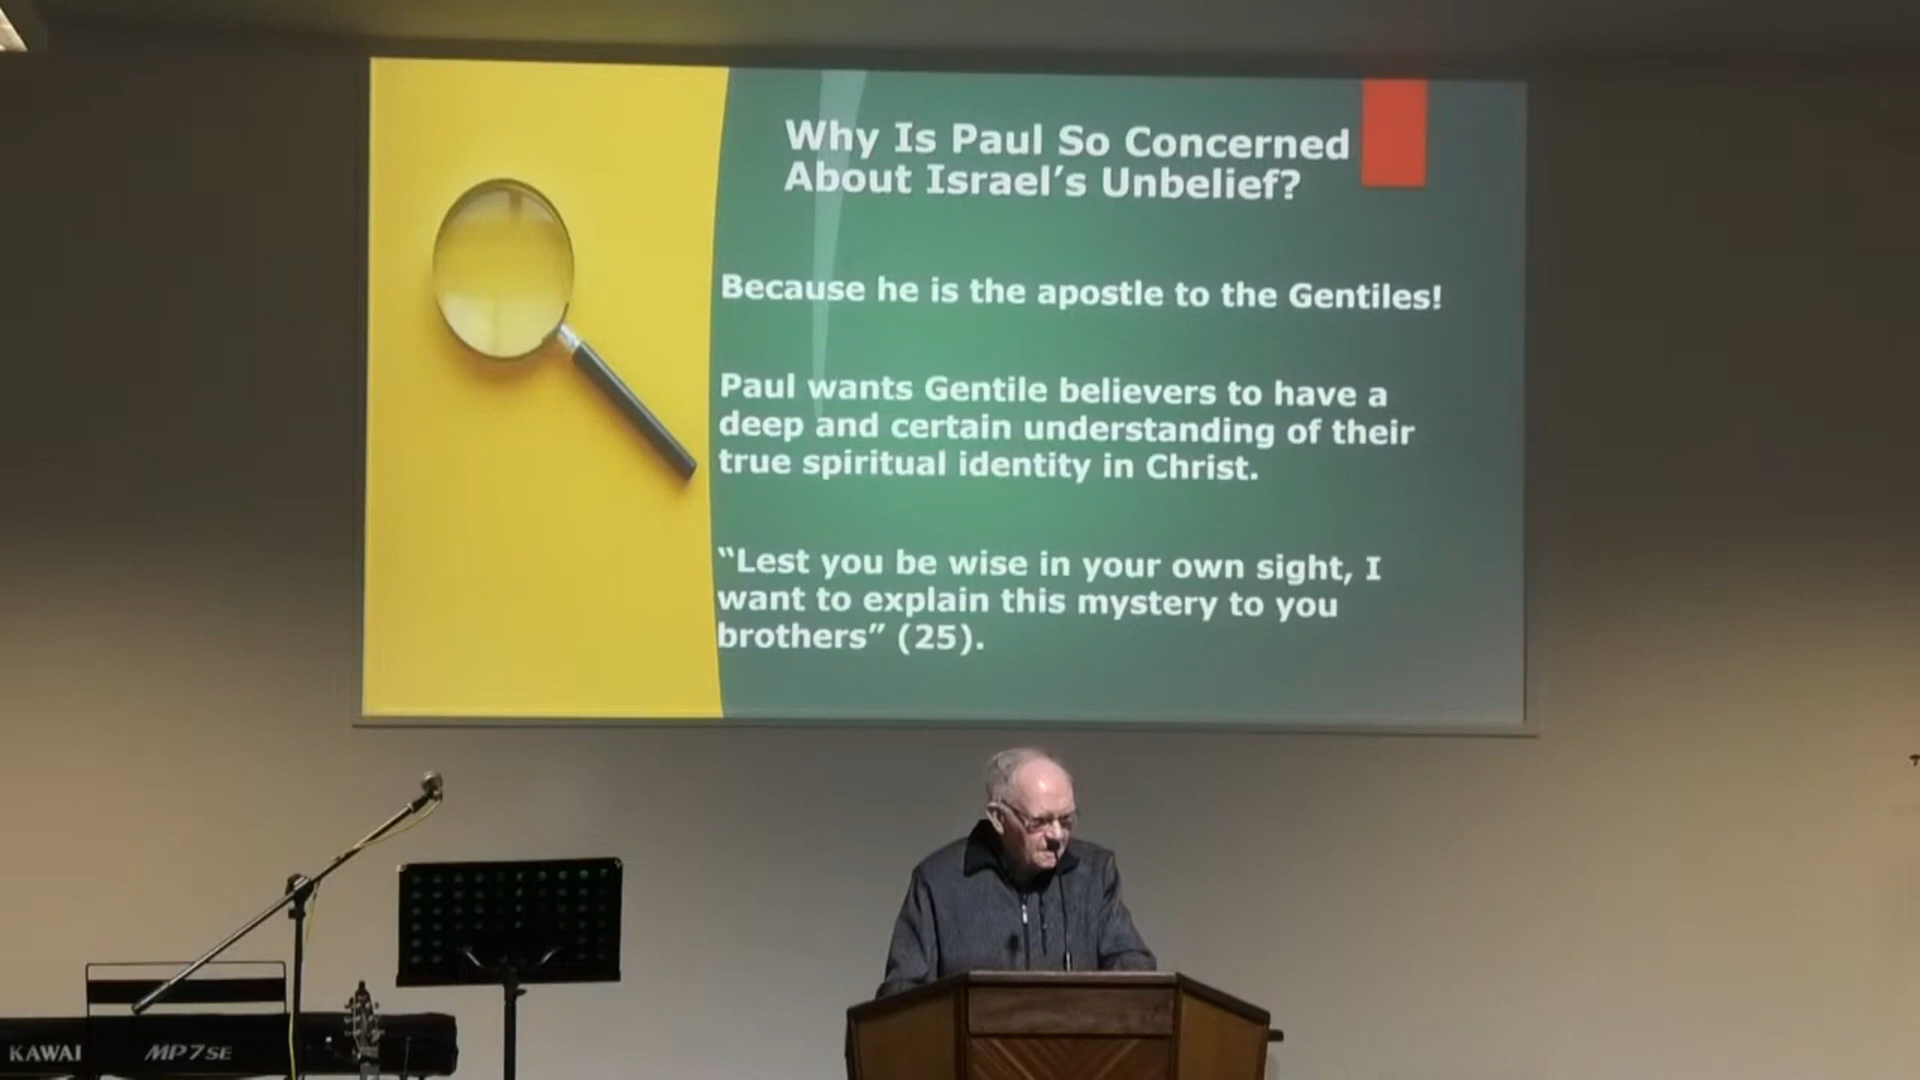 Why Is Paul So Concerned
About Israel’s Unbelief?
Because he is the apostle to the Gentiles!
Paul wants Gentile believers to have a
deep and certain understanding of their
true spiritual identity in Christ.
“Lest you be wise in your own sight, I
want to explain this mystery to you
brothers” (25).
KAWAI MP7SE